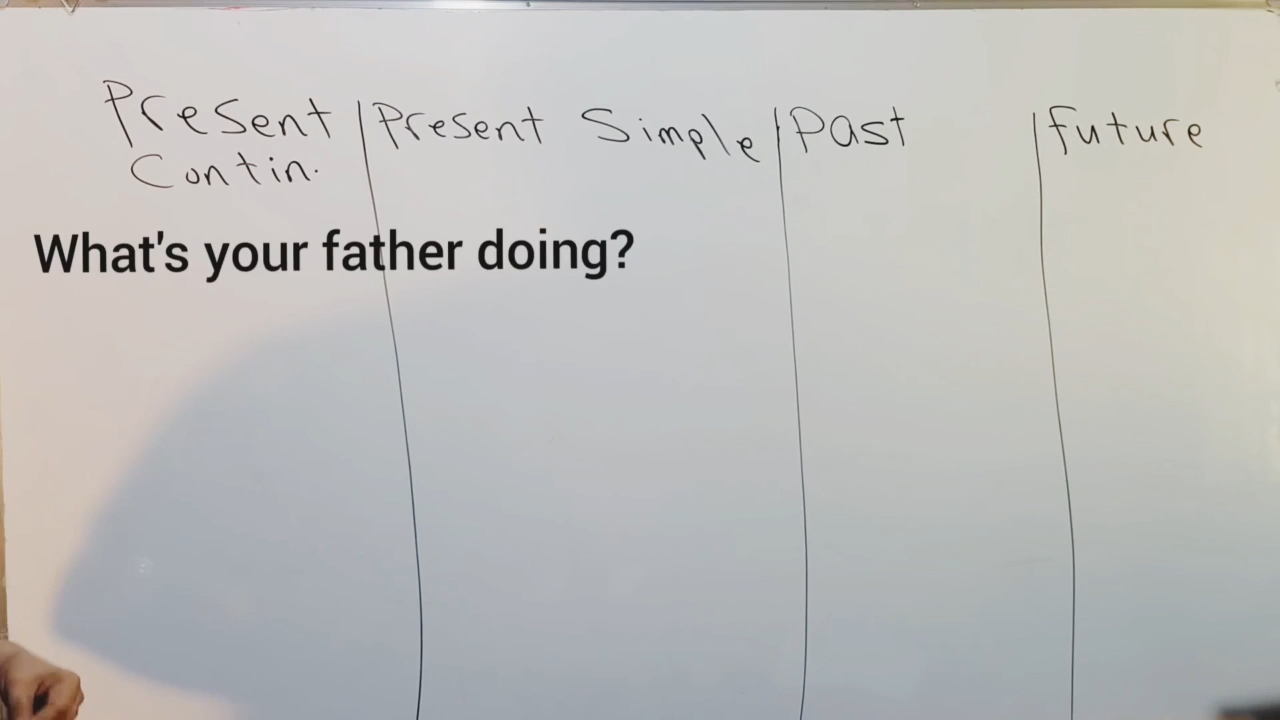 Present | Present Simple | Past | future
Contin.
What's your father doing?